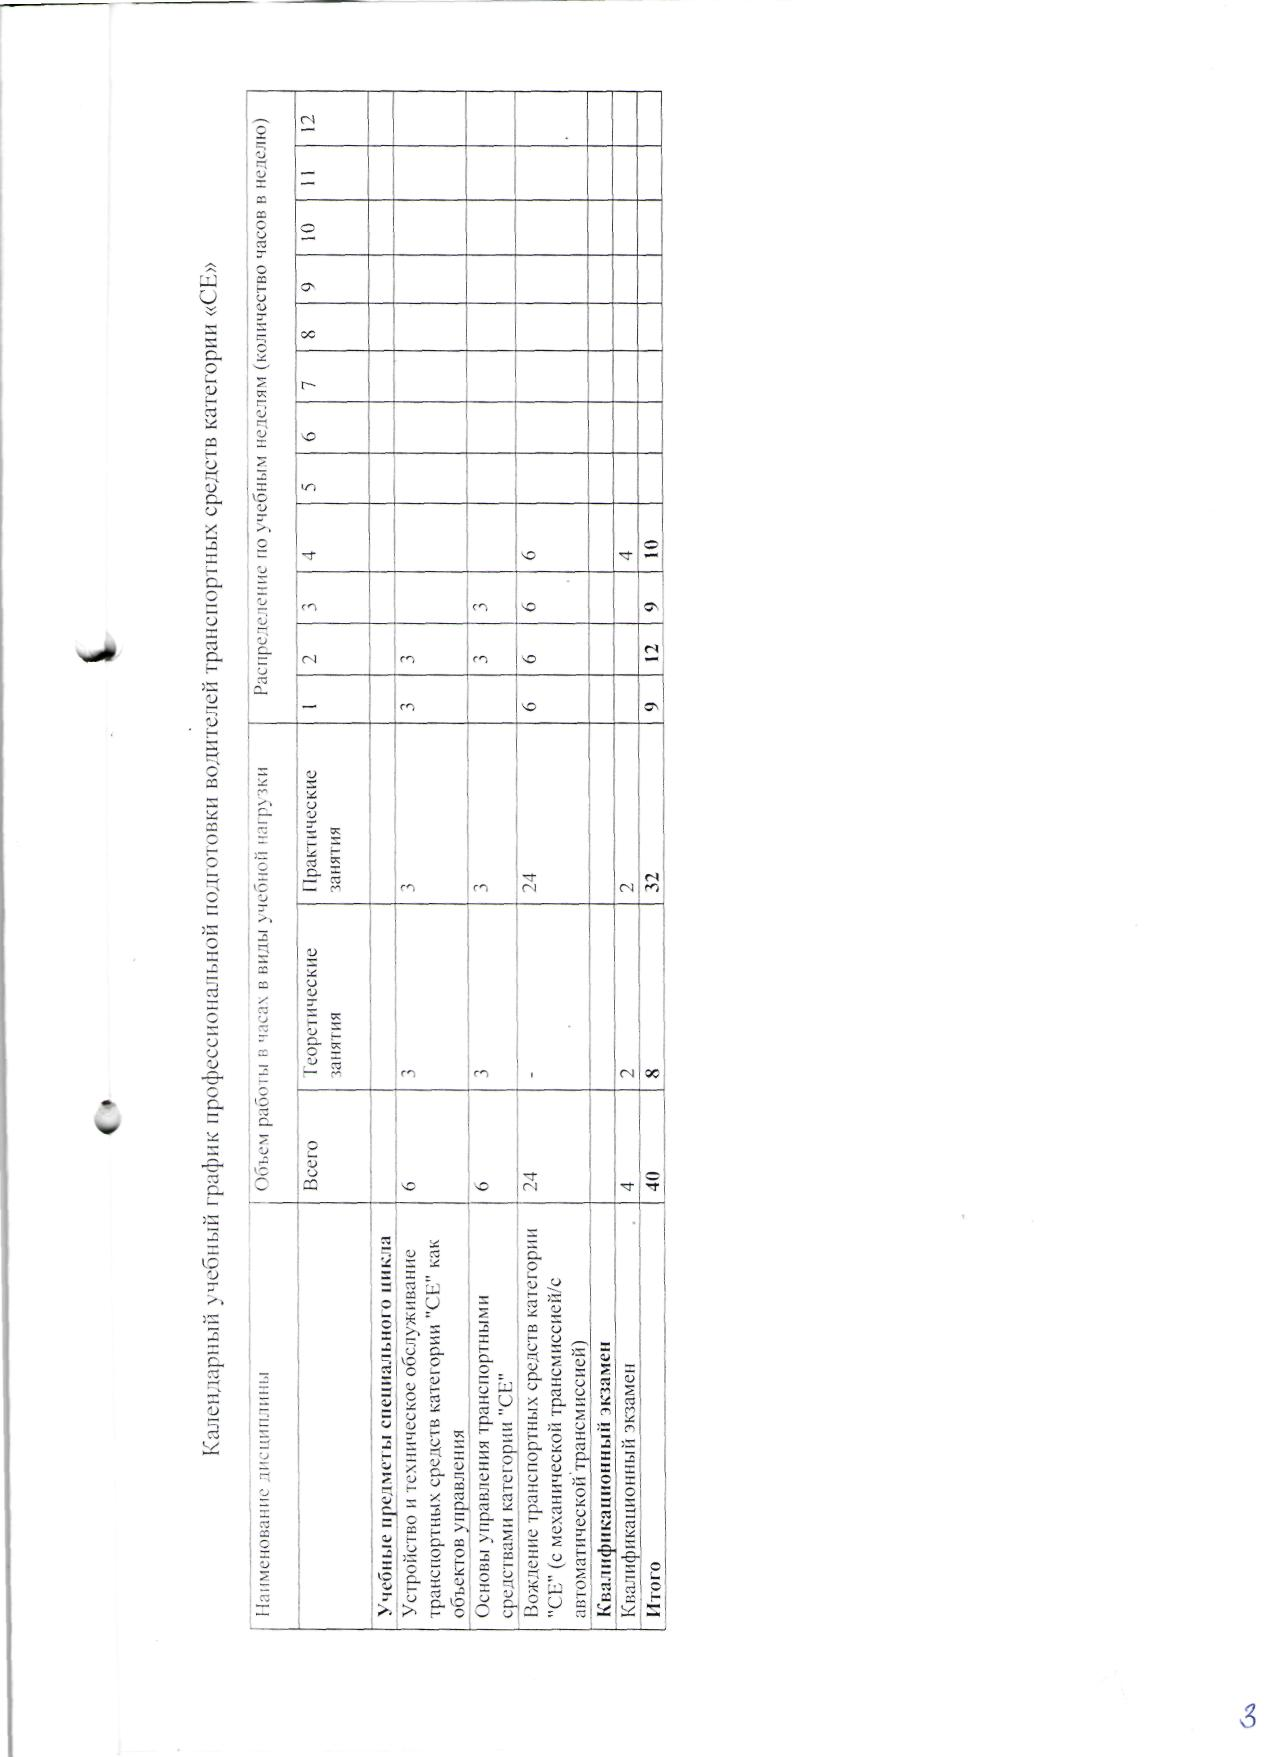 Календарный учебный график профессиональной подготовки водителей транспортных средств категории «СЕ»
Наименование дисциплины Объем работы в часах в виды учебной нагрузки Распределение по учебным неделям (количество часов в неделю)
Всего Теоретические занятия Практические занятия 1 2 3 4 5 6 7 8 9 10 11 12
Учебные предметы специального цикла
Устройство и техническое обслуживание 6 3 3 3 3
транспортных средств категории "СЕ" как
объектов управления
Основы управления транспортными 6 3 3 3 3
средствами категории "СЕ"
Вождение транспортных средств категории 24 - 24 6 6 6 6
"СЕ" (с механической трансмиссией/с
автоматической трансмиссией)
Квалификационный экзамен
Квалификационный экзамен 4 2 2 4
Итого 40 8 32 9 12 9 10
3